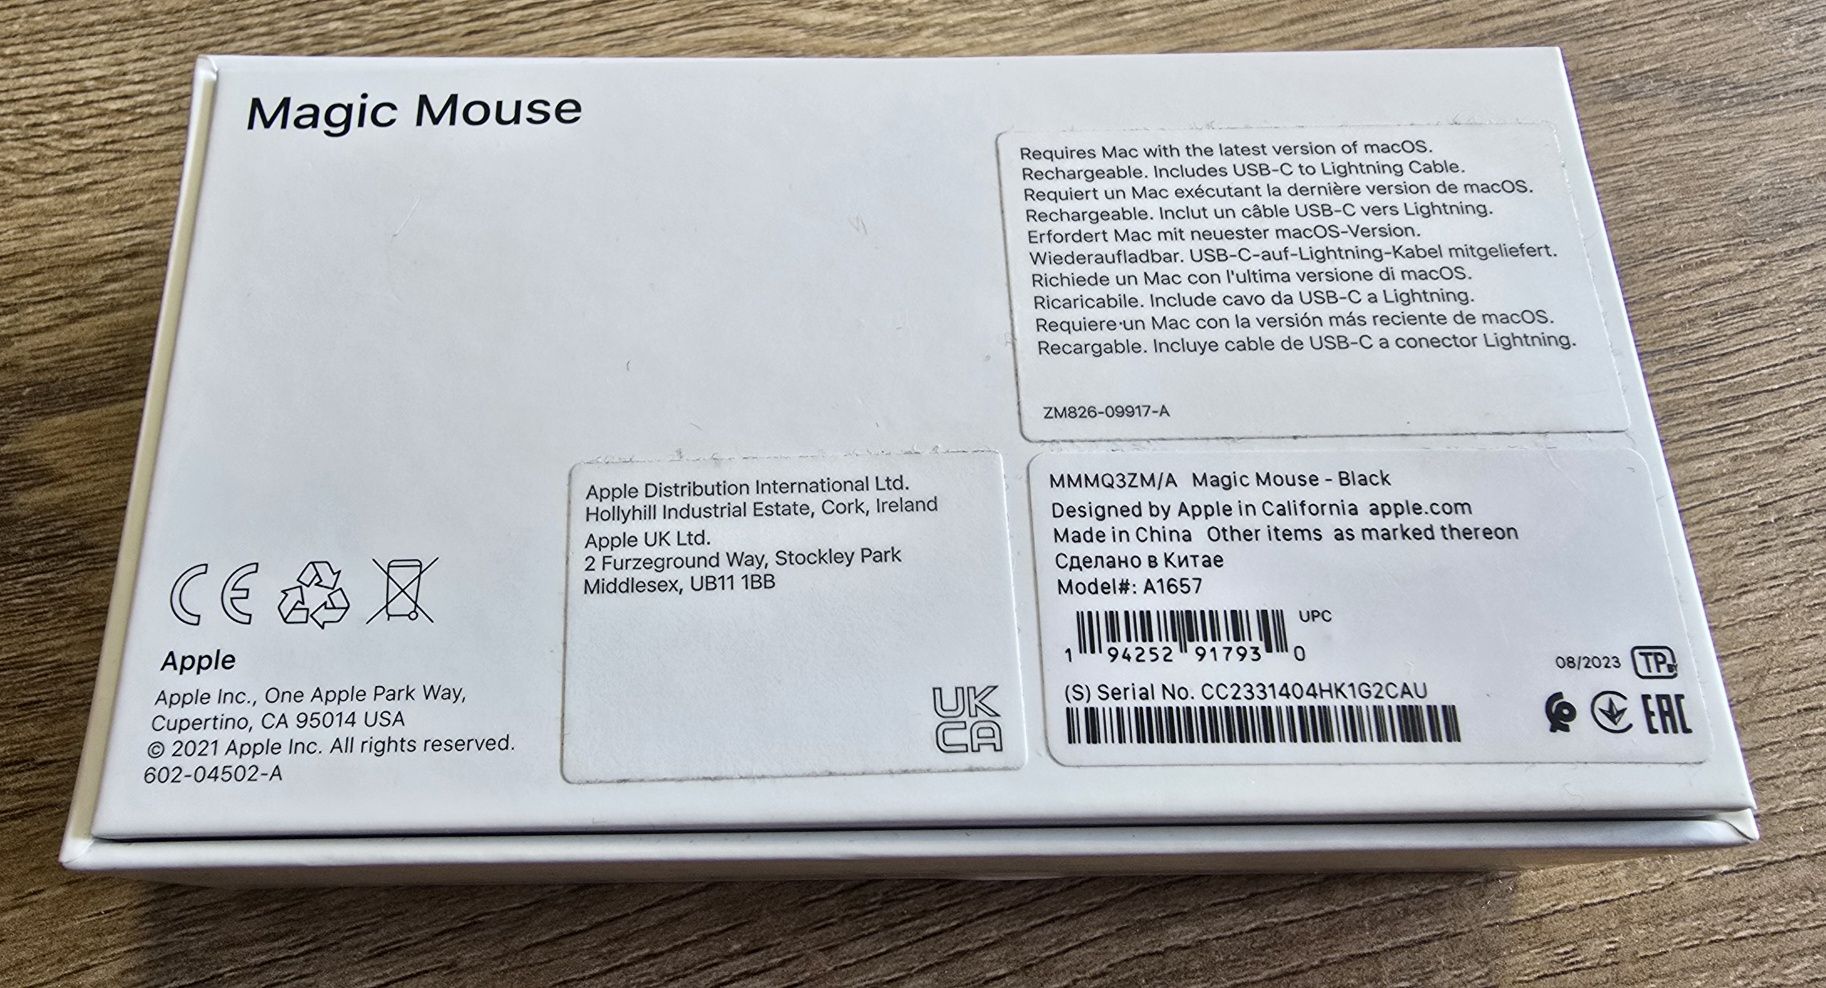 Magic Mouse
Requires Mac with the latest version of macOS.
Rechargeable. Includes USB-C to Lightning Cable.
Requiert un Mac exécutant la dernière version de macOS.
Rechargeable. Inclut un câble USB-C vers Lightning.
Erfordert Mac mit neuester macOS-Version.
Wiederaufladbar. USB-C-auf-Lightning-Kabel mitgeliefert.
Richiede un Mac con l'ultima versione di macOS.
Ricaricabile. Include cavo da USB-C a Lightning.
Requiere un Mac con la versión más reciente de macOS.
Recargable. Incluye cable de USB-C a conector Lightning.
ZM826-09917-A
CE
Apple
Apple Inc., One Apple Park Way,
Cupertino, CA 95014 USA
© 2021 Apple Inc. All rights reserved.
602-04502-A
Apple Distribution International Ltd.
Hollyhill Industrial Estate, Cork, Ireland
Apple UK Ltd.
2 Furzeground Way, Stockley Park
Middlesex, UB11 1BB
UK
CA
MMMQ3ZM/A Magic Mouse - Black
Designed by Apple in California apple.com
Made in China Other items as marked thereon
Сделано в Китае
Model#: A1657
UPC
1 94252 91793 0
08/2023 TP BY
(S) Serial No. CC2331404HK1G2CAU
EAC